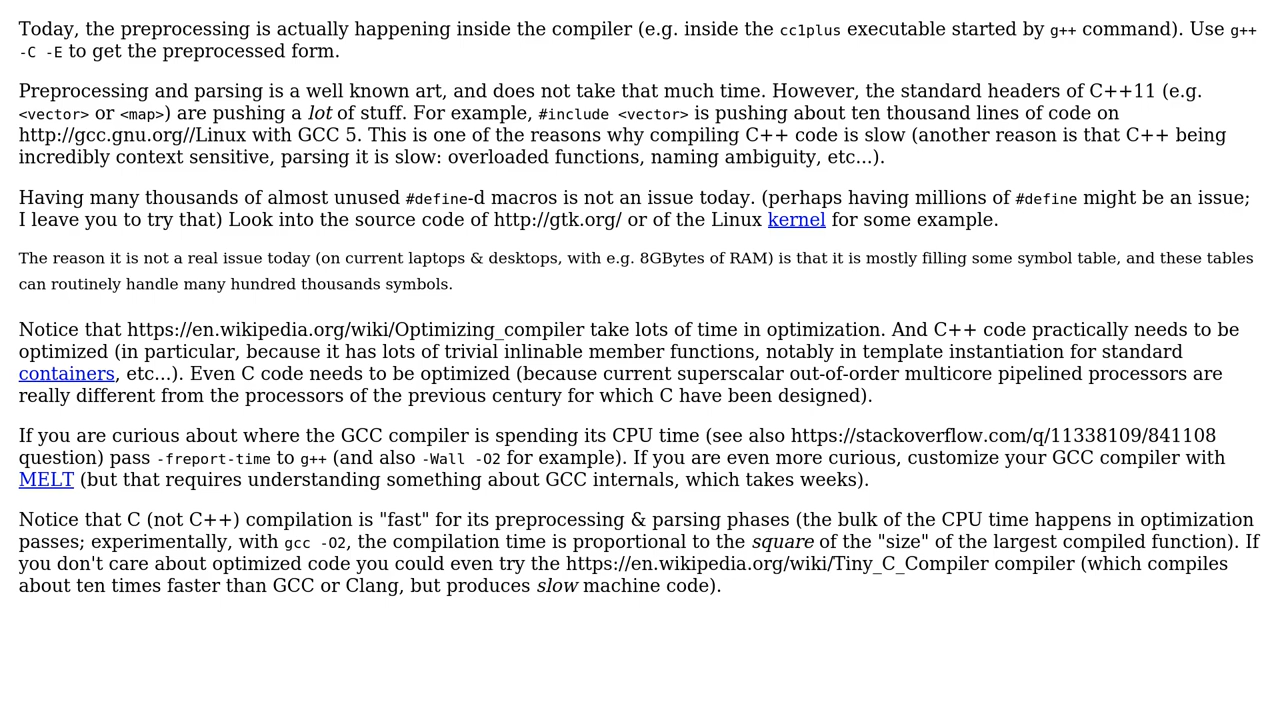 Today, the preprocessing is actually happening inside the compiler (e.g. inside the cc1plus executable started by g++ command). Use g++
-C -E to get the preprocessed form.
Preprocessing and parsing is a well known art, and does not take that much time. However, the standard headers of C++11 (e.g.
<vector> or <map>) are pushing a lot of stuff. For example, #include <vector> is pushing about ten thousand lines of code on
http://gcc.gnu.org//Linux with GCC 5. This is one of the reasons why compiling C++ code is slow (another reason is that C++ being
incredibly context sensitive, parsing it is slow: overloaded functions, naming ambiguity, etc...).
Having many thousands of almost unused #define-d macros is not an issue today. (perhaps having millions of #define might be an issue;
I leave you to try that) Look into the source code of http://gtk.org/ or of the Linux kernel for some example.
The reason it is not a real issue today (on current laptops & desktops, with e.g. 8GBytes of RAM) is that it is mostly filling some symbol table, and these tables
can routinely handle many hundred thousands symbols.
Notice that https://en.wikipedia.org/wiki/Optimizing_compiler take lots of time in optimization. And C++ code practically needs to be
optimized (in particular, because it has lots of trivial inlinable member functions, notably in template instantiation for standard
containers, etc...). Even C code needs to be optimized (because current superscalar out-of-order multicore pipelined processors are
really different from the processors of the previous century for which C have been designed).
If you are curious about where the GCC compiler is spending its CPU time (see also https://stackoverflow.com/q/11338109/841108
question) pass -freport-time to g++ (and also -Wall -O2 for example). If you are even more curious, customize your GCC compiler with
MELT (but that requires understanding something about GCC internals, which takes weeks).
Notice that C (not C++) compilation is "fast" for its preprocessing & parsing phases (the bulk of the CPU time happens in optimization
passes; experimentally, with gcc -O2, the compilation time is proportional to the square of the "size" of the largest compiled function). If
you don't care about optimized code you could even try the https://en.wikipedia.org/wiki/Tiny_C_Compiler compiler (which compiles
about ten times faster than GCC or Clang, but produces slow machine code).